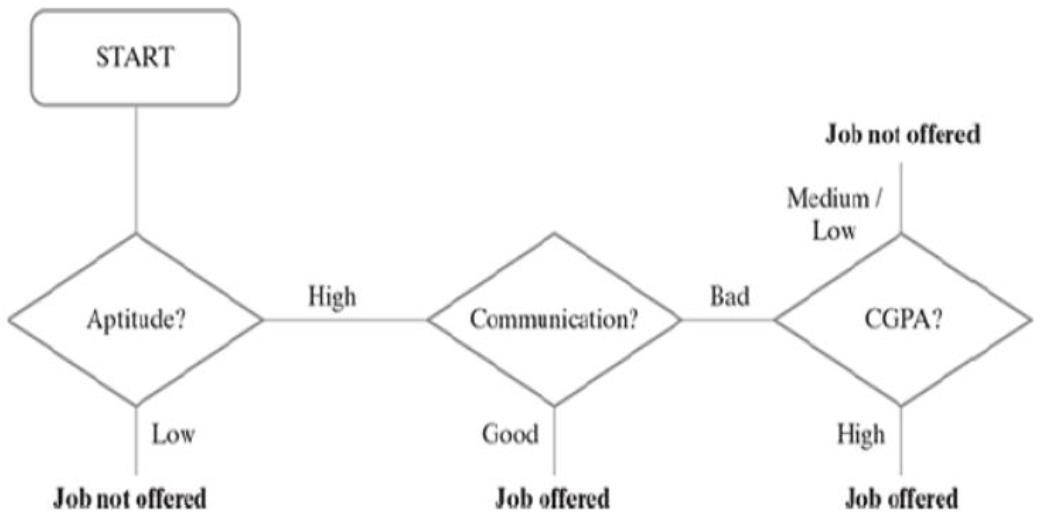 START
Job not offered
Medium /
Low
Aptitude?
High
Communication?
Bad
CGPA?
Low
Good
High
Job not offered
Job offered
Job offered